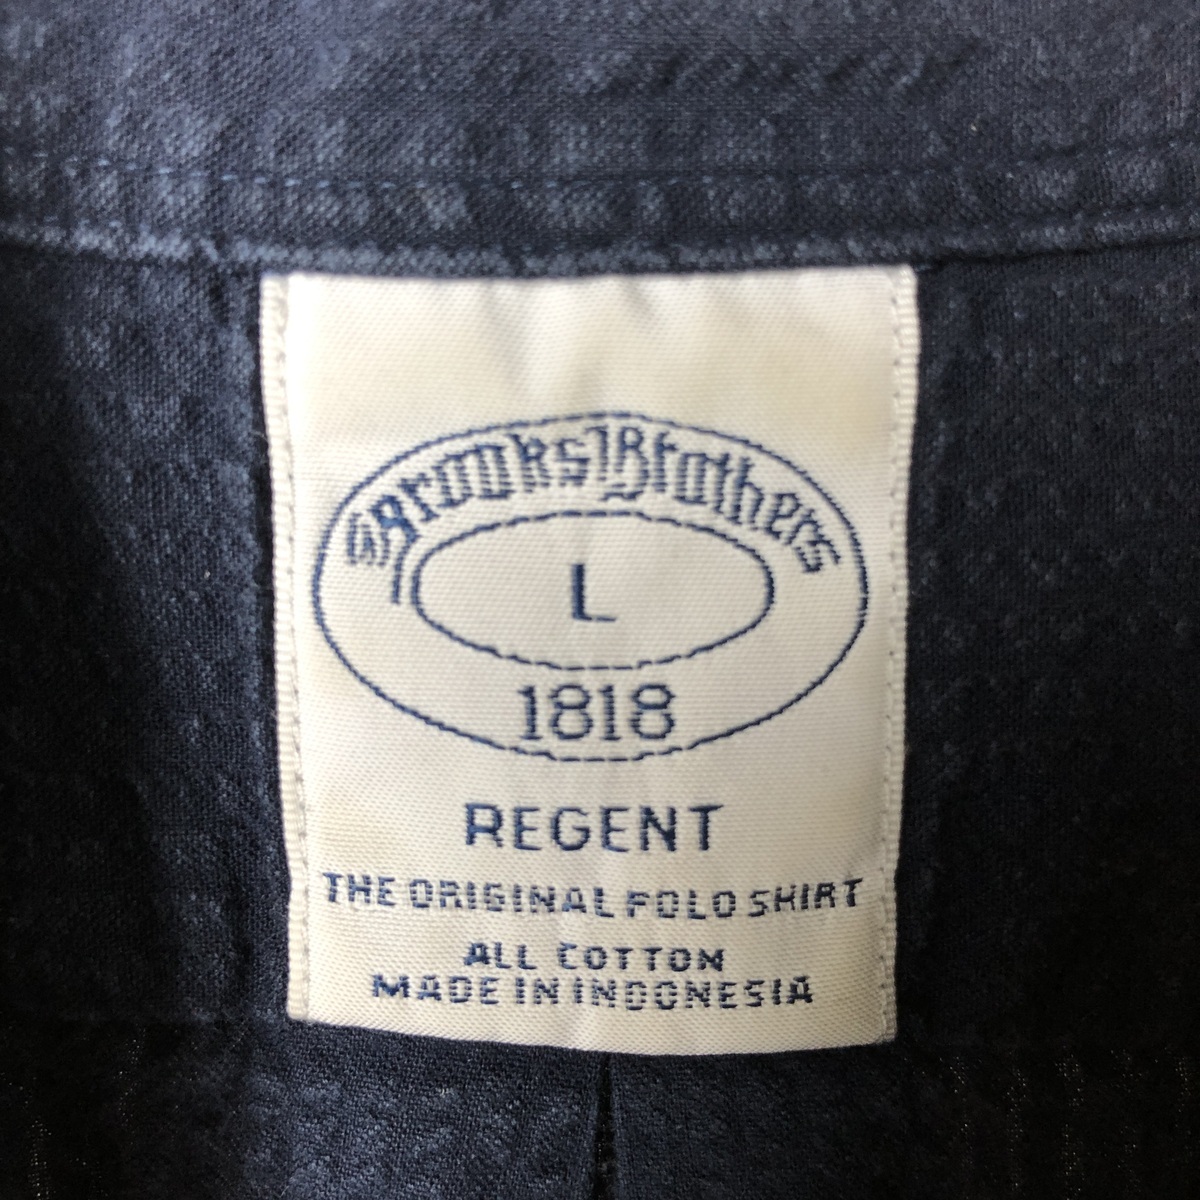 Brooks Brothers
L
1818
REGENT
THE ORIGINAL POLO SHIRT
ALL COTTON
MADE IN INDONESIA